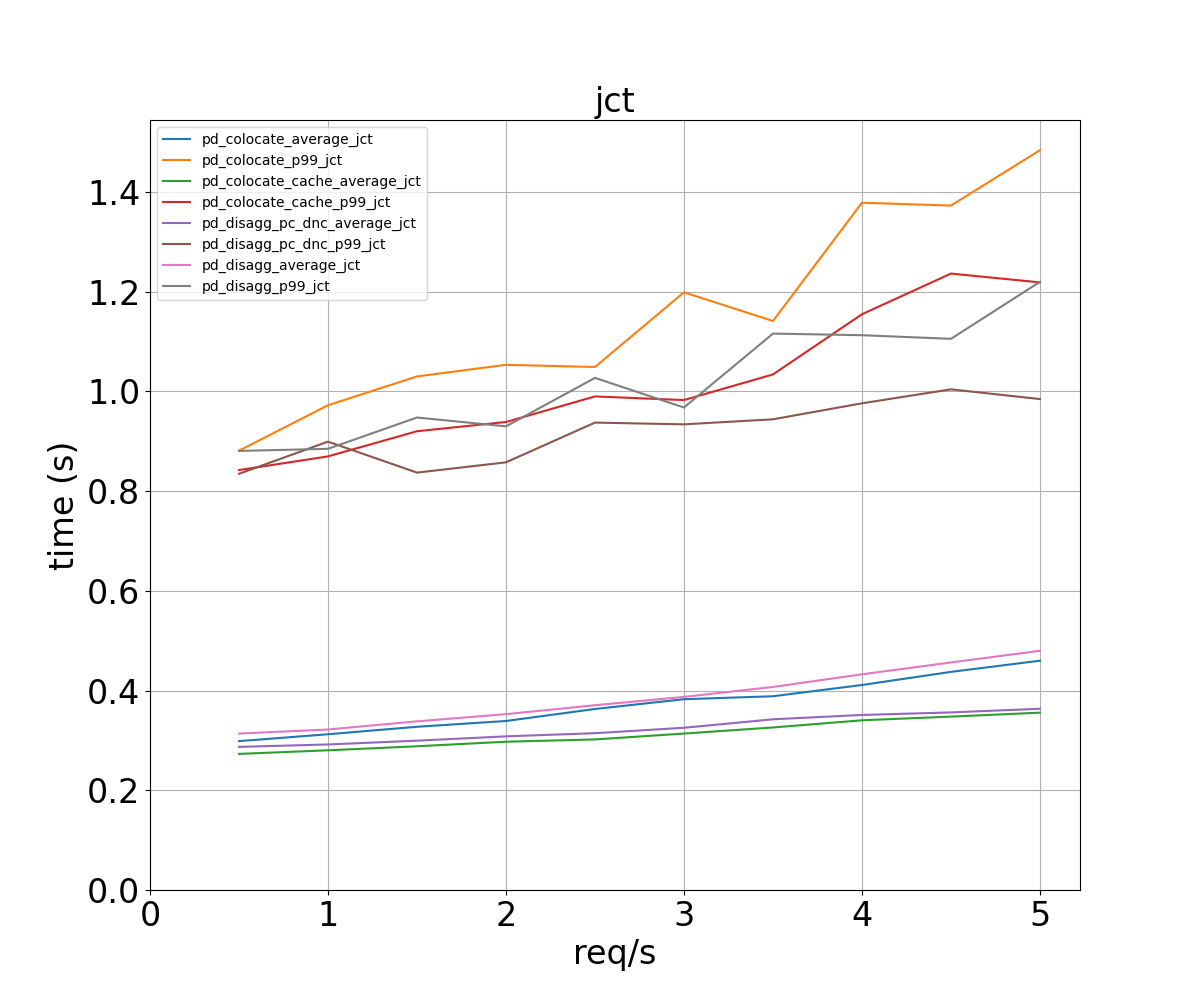 jct
pd_colocate_average_jct
pd_colocate_p99_jct
pd_colocate_cache_average_jct
pd_colocate_cache_p99_jct
pd_disagg_pc_dnc_average_jct
pd_disagg_pc_dnc_p99_jct
pd_disagg_average_jct
pd_disagg_p99_jct
time (s)
1.4
1.2
1.0
0.8
0.6
0.4
0.2
0.0
0 1 2 3 4 5
req/s